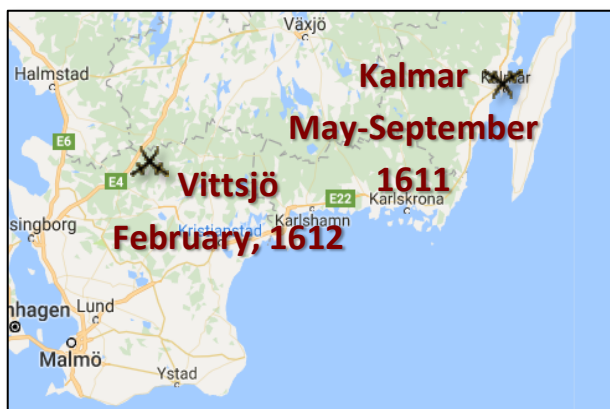 Växjö
Halmstad
Kalmar
Kalmar
May-September
1611
E6
E4
Vittsjö
E22
Karlshamn
Karlskrona
singborg
February, 1612
Kristianstad
nhagen
Lund
Malmö
Ystad